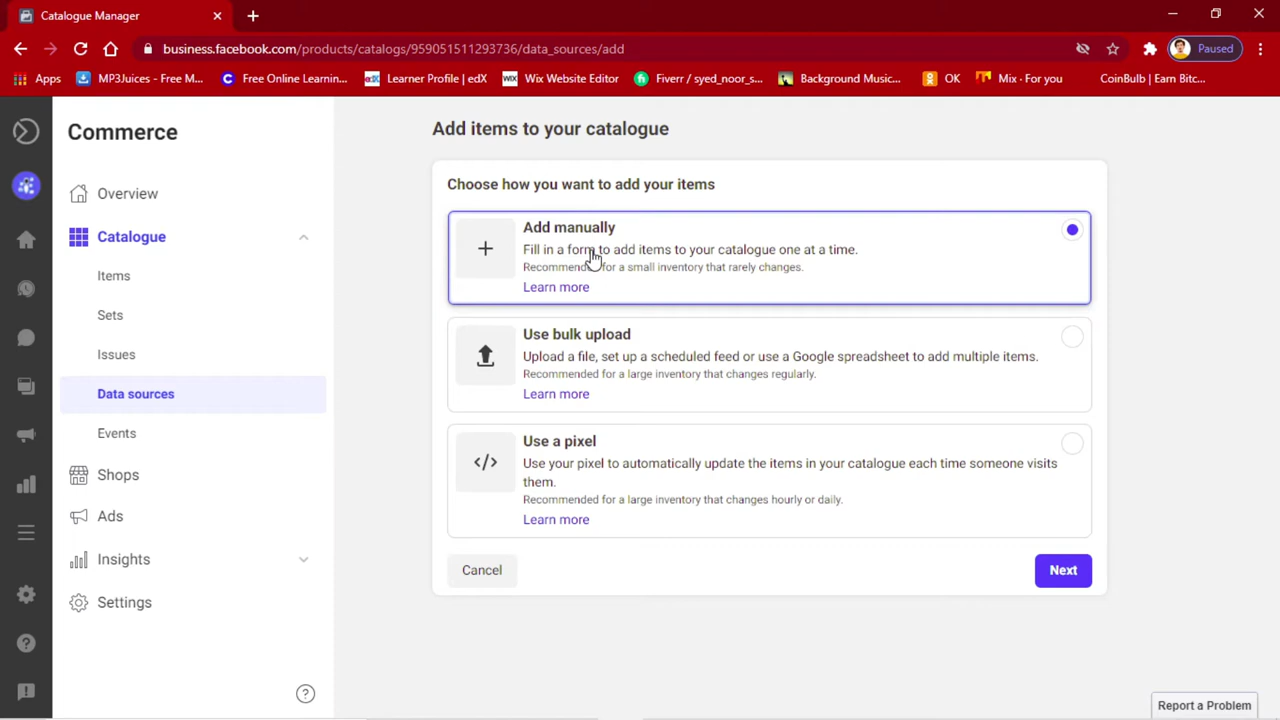 Catalogue Manager
business.facebook.com/products/catalogs/959051511293736/data_sources/add
Paused
Apps
MP3Juices - Free M...
Free Online Learnin...
Learner Profile | edX
Wix Website Editor
Fiverr / syed_noor_s...
Background Music...
OK
Mix - For you
CoinBulb | Earn Bitc...
Commerce
Overview
Catalogue
Items
Sets
Issues
Data sources
Events
Shops
Ads
Insights
Settings
Add items to your catalogue
Choose how you want to add your items
Add manually
Fill in a form to add items to your catalogue one at a time.
Recommended for a small inventory that rarely changes.
Learn more
Use bulk upload
Upload a file, set up a scheduled feed or use a Google spreadsheet to add multiple items.
Recommended for a large inventory that changes regularly.
Learn more
Use a pixel
Use your pixel to automatically update the items in your catalogue each time someone visits
them.
Recommended for a large inventory that changes hourly or daily.
Learn more
Cancel
Next
Report a Problem